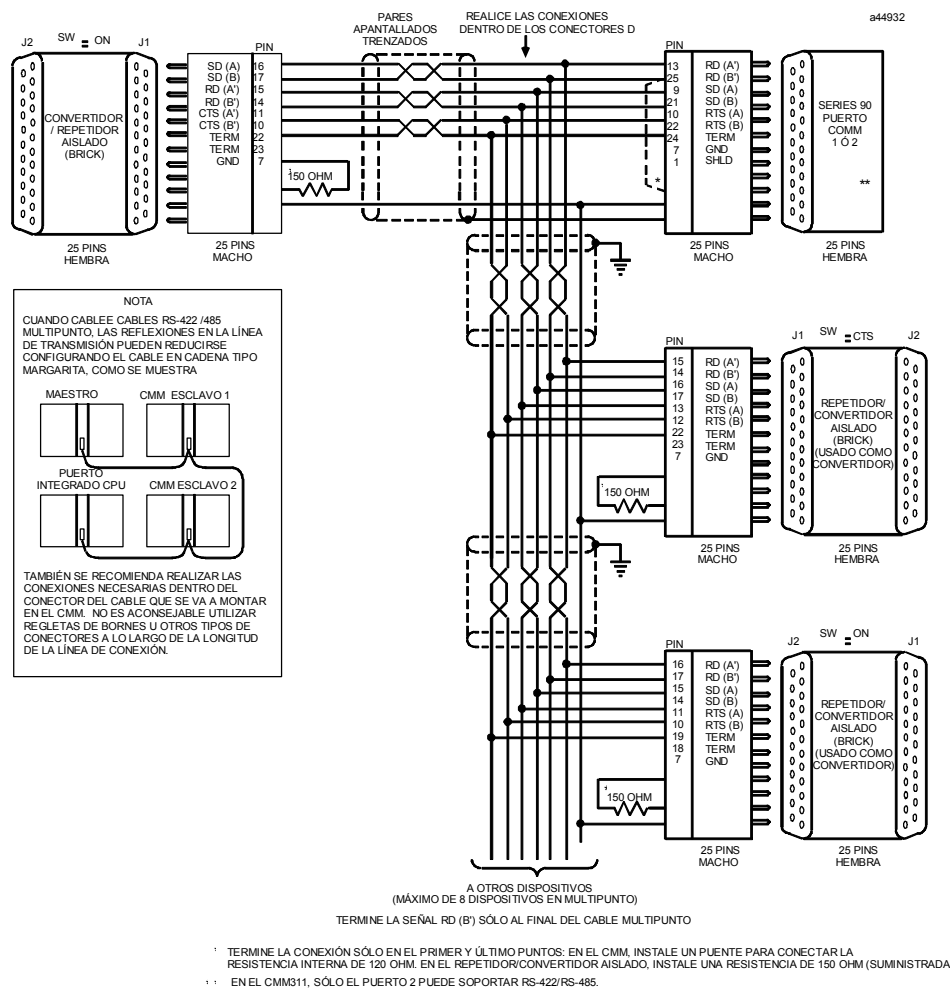 a44932
PARES
APANTALLADOS
TRENZADOS
REALICE LAS CONEXIONES
DENTRO DE LOS CONECTORES D
J2
SW ON
J1
PIN
SD (A) 16
SD (B) 17
RD (A') 15
RD (B') 14
CTS (A') 11
CTS (B') 10
TERM 22
TERM 23
GND 7
CONVERTIDOR
/ REPETIDOR
AISLADO
(BRICK)
150 OHM
25 PINS
HEMBRA
25 PINS
MACHO
PIN
13 RD (A')
25 RD (B')
9 SD (A)
21 SD (B)
10 RTS (A)
22 RTS (B)
24 TERM
7 GND
1 SHLD
*
SERIES 90
PUERTO
COMM
1 Ó 2
**
25 PINS
MACHO
25 PINS
HEMBRA
NOTA
CUANDO CABLEE CABLES RS-422 /485
MULTIPUNTO, LAS REFLEXIONES EN LA LÍNEA
DE TRANSMISIÓN PUEDEN REDUCIRSE
CONFIGURANDO EL CABLE EN CADENA TIPO
MARGARITA, COMO SE MUESTRA
MAESTRO
CMM ESCLAVO 1
PUERTO
INTEGRADO CPU
CMM ESCLAVO 2
TAMBIÉN SE RECOMIENDA REALIZAR LAS
CONEXIONES NECESARIAS DENTRO DEL
CONECTOR DEL CABLE QUE SE VA A MONTAR
EN EL CMM. NO ES ACONSEJABLE UTILIZAR
REGLETAS DE BORNES U OTROS TIPOS DE
CONECTORES A LO LARGO DE LA LONGITUD
DE LA LÍNEA DE CONEXIÓN.
PIN
15 RD (A')
14 RD (B')
16 SD (A)
17 SD (B)
13 RTS (A)
12 RTS (B)
22 TERM
23 TERM
7 GND
150 OHM
J1
SW CTS
J2
REPETIDOR/
CONVERTIDOR
AISLADO
(BRICK)
(USADO COMO
CONVERTIDOR)
25 PINS
MACHO
25 PINS
HEMBRA
PIN
16 RD (A')
17 RD (B')
15 SD (A)
14 SD (B)
11 RTS (A)
10 RTS (B)
19 TERM
18 TERM
7 GND
150 OHM
J2
SW ON
J1
REPETIDOR/
CONVERTIDOR
AISLADO
(BRICK)
(USADO COMO
CONVERTIDOR)
25 PINS
MACHO
25 PINS
HEMBRA
A OTROS DISPOSITIVOS
(MÁXIMO DE 8 DISPOSITIVOS EN MULTIPUNTO)
TERMINE LA SEÑAL RD (B') SÓLO AL FINAL DEL CABLE MULTIPUNTO
* TERMINE LA CONEXIÓN SÓLO EN EL PRIMER Y ÚLTIMO PUNTOS: EN EL CMM, INSTALE UN PUENTE PARA CONECTAR LA
RESISTENCIA INTERNA DE 120 OHM. EN EL REPETIDOR/CONVERTIDOR AISLADO, INSTALE UNA RESISTENCIA DE 150 OHM (SUMINISTRADA
* * EN EL CMM311, SÓLO EL PUERTO 2 PUEDE SOPORTAR RS-422/RS-485.